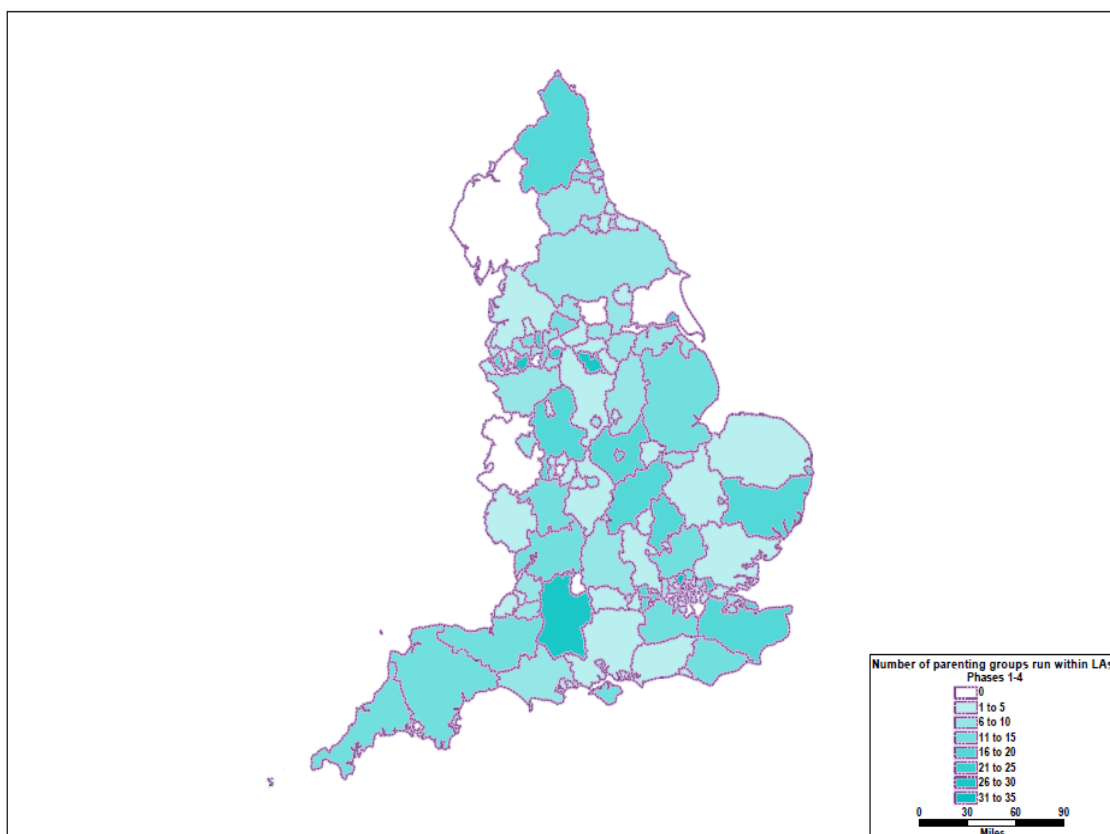 Number of parenting groups run within LAs
Phases 1-4
0
1 to 5
6 to 10
11 to 15
16 to 20
21 to 25
26 to 30
31 to 35
0 30 60 90
Miles